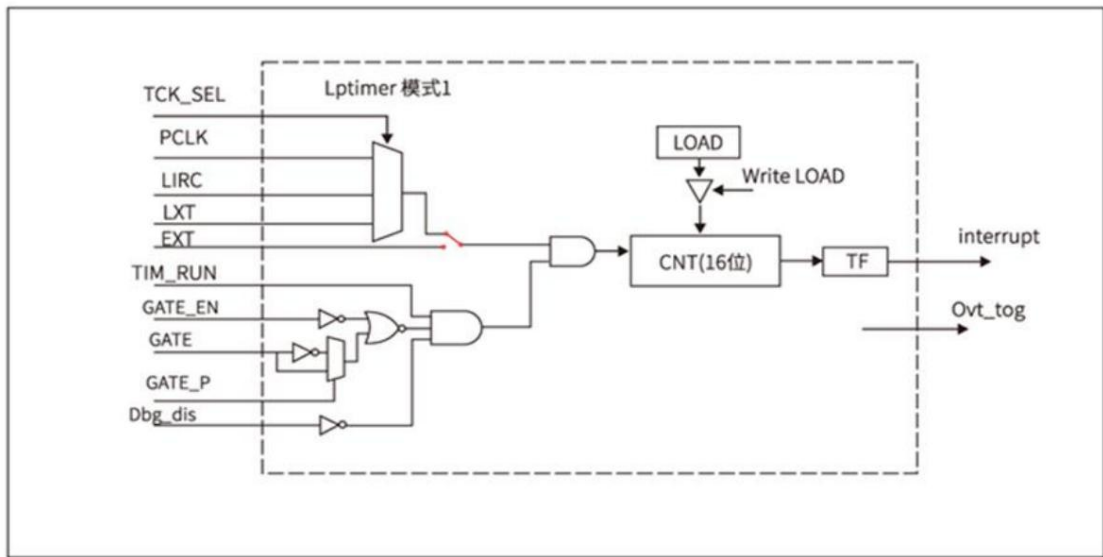 Lptimer 模式1
TCK_SEL
PCLK
LIRC
LXT
EXT
TIM_RUN
GATE_EN
GATE
GATE_P
Dbg_dis
LOAD
Write LOAD
CNT(16位)
TF
interrupt
Ovt_tog